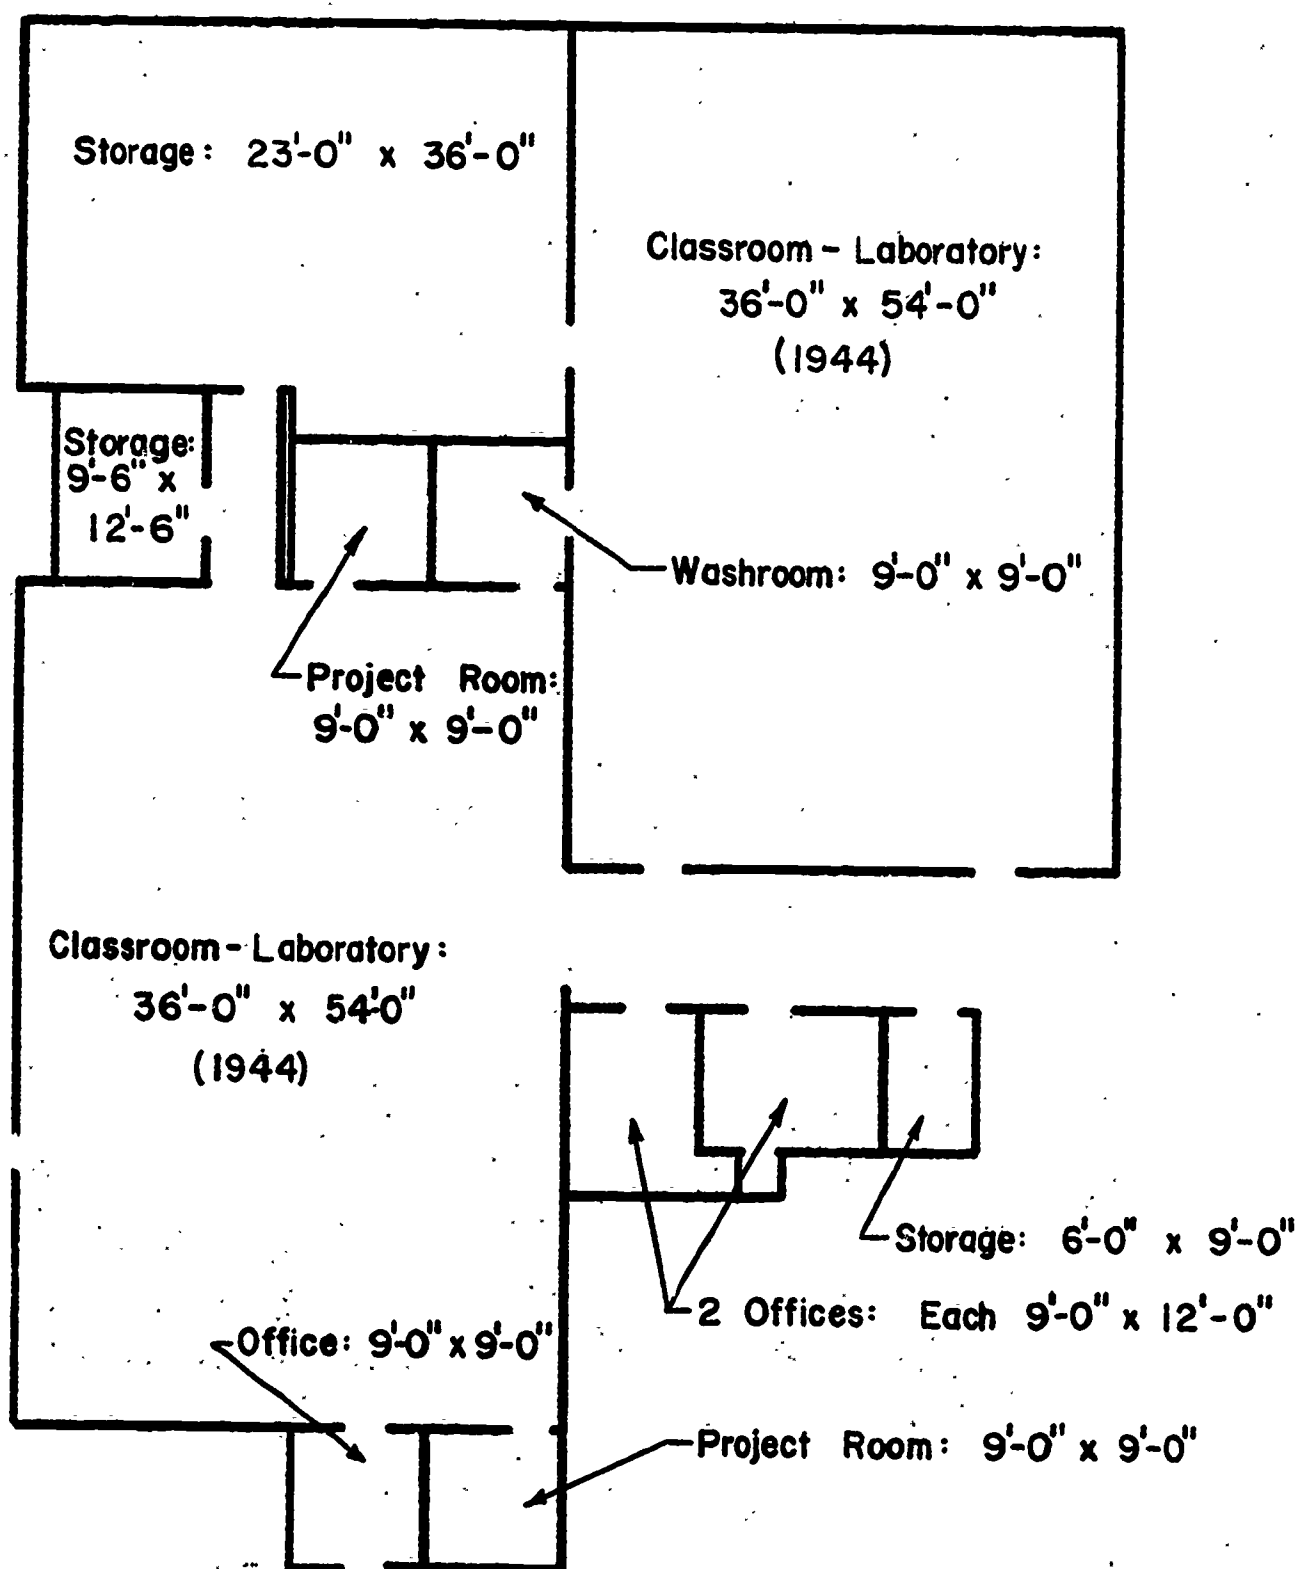 Storage: 23'-0" x 36'-0"
Classroom - Laboratory:
36'-0" x 54'-0"
(1944)
Storage:
9'-6" x
12'-6"
Washroom: 9'-0" x 9'-0"
Project Room:
9'-0" x 9'-0"
Classroom - Laboratory:
36'-0" x 54'0"
(1944)
Storage: 6'-0" x 9'-0"
2 Offices: Each 9'-0" x 12'-0"
Office: 9'-0" x 9'-0"
Project Room: 9'-0" x 9'-0"